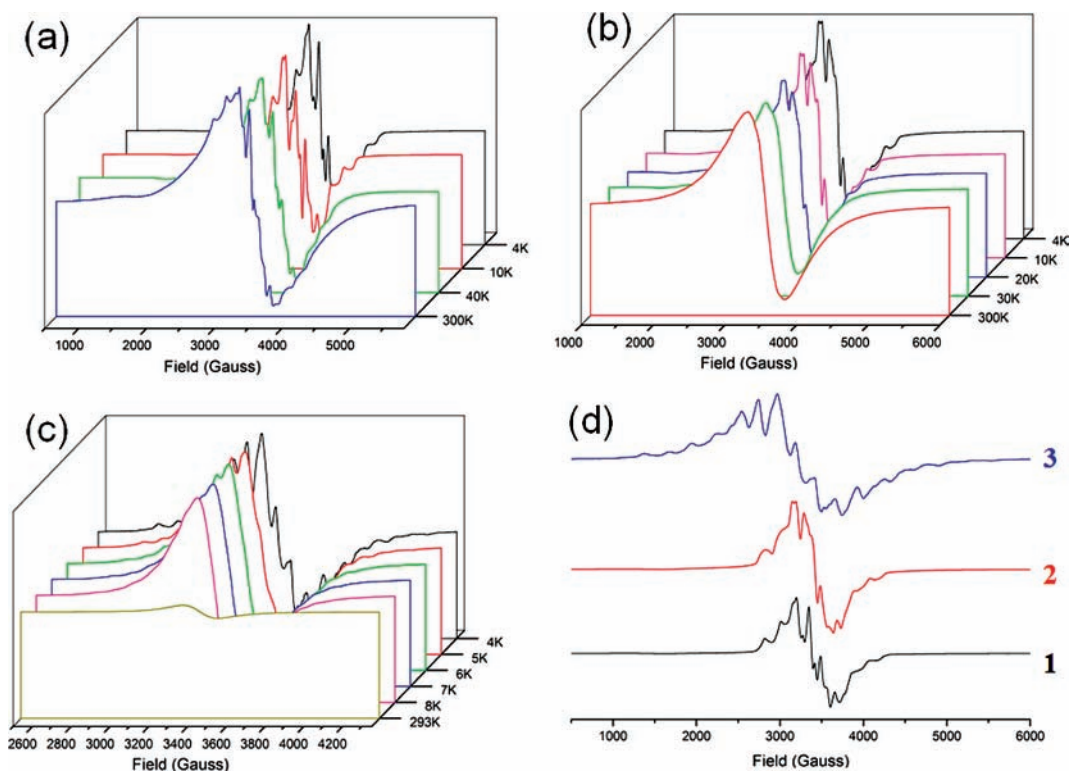 (a)
4K
10K
40K
300K
1000 2000 3000 4000 5000
Field (Gauss)
(b)
4K
10K
20K
30K
300K
1000 2000 3000 4000 5000 6000
Field (Gauss)
(c)
4K
5K
6K
7K
8K
293K
2600 2800 3000 3200 3400 3600 3800 4000 4200
Field (Gauss)
(d)
3
2
1
1000 2000 3000 4000 5000 6000
Field (Gauss)